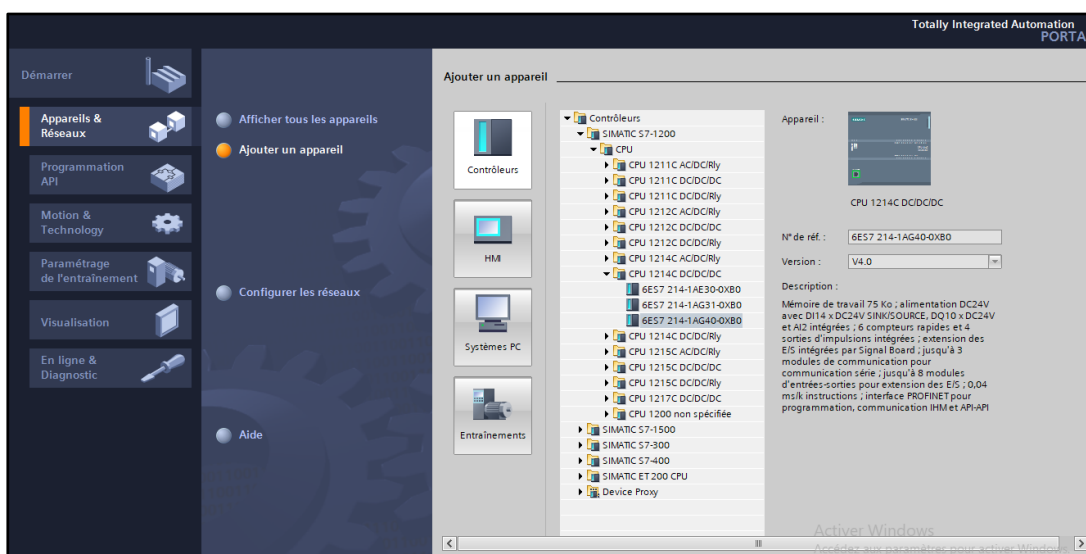 Totally Integrated Automation
PORTA
Démarrer
Appareils &
Réseaux
Programmation
API
Motion &
Technology
Paramétrage
de l'entraînement
Visualisation
En ligne &
Diagnostic
Afficher tous les appareils
Ajouter un appareil
Configurer les réseaux
Aide
Ajouter un appareil
Contrôleurs
HMI
Systèmes PC
Entraînements
Contrôleurs
SIMATIC S7-1200
CPU
CPU 1211C AC/DC/Rly
CPU 1211C DC/DC/DC
CPU 1211C DC/DC/Rly
CPU 1212C AC/DC/Rly
CPU 1212C DC/DC/DC
CPU 1212C DC/DC/Rly
CPU 1214C AC/DC/Rly
CPU 1214C DC/DC/DC
6ES7 214-1AE30-0XB0
6ES7 214-1AG31-0XB0
6ES7 214-1AG40-0XB0
CPU 1214C DC/DC/Rly
CPU 1215C AC/DC/Rly
CPU 1215C DC/DC/DC
CPU 1215C DC/DC/Rly
CPU 1217C DC/DC/DC
CPU 1200 non spécifiée
SIMATIC S7-1500
SIMATIC S7-300
SIMATIC S7-400
SIMATIC ET 200 CPU
Device Proxy
Appareil :
CPU 1214C DC/DC/DC
N° de réf. : 6ES7 214-1AG40-0XB0
Version : V4.0
Description :
Mémoire de travail 75 Ko ; alimentation DC24V
avec DI14 x DC24V SINK/SOURCE, DQ10 x DC24V
et AI2 intégrées ; 6 compteurs rapides et 4
sorties d'impulsions intégrées ; extension des
E/S intégrées par Signal Board ; jusqu'à 3
modules de communication pour
communication série ; jusqu'à 8 modules
d'entrées-sorties pour extension des E/S ; 0,04
ms/k instructions ; interface PROFINET pour
programmation, communication IHM et API-API
Activer Windows
Accédez aux paramètres pour activer Windows